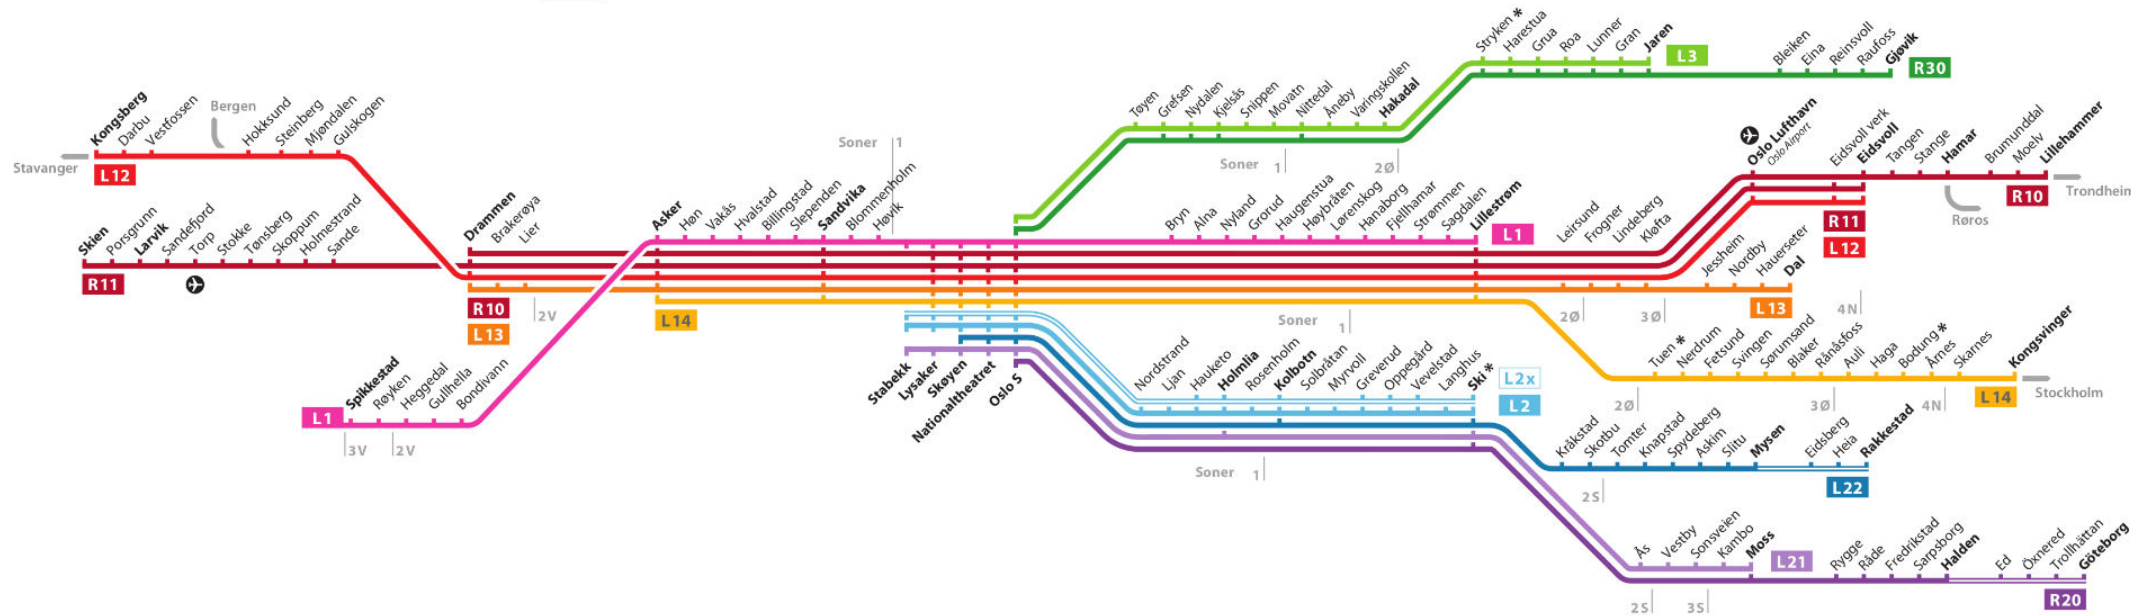 Stryken *
Harestua
Grua
Roa
Lunner
Gran
Jaren
L3
Bleiken
Eina
Reinsvoll
Raufoss
Gjøvik
R30
Tøyen
Grefsen
Nydalen
Kjelsås
Snippen
Movatn
Nittedal
Åneby
Varingskollen
Hakadal
Soner 1
2Ø
Stavanger
Kongsberg
Darbu
Vestfossen
Bergen
Hokksund
Steinberg
Mjøndalen
Gulskogen
L12
Soner 1
Oslo Lufthavn
Oslo Airport
Eidsvoll verk
Eidsvoll
Tangen
Stange
Hamar
Brumunddal
Moelv
Lillehammer
Trondheim
Røros
R10
R11
L12
Skien
Porsgrunn
Larvik
Sandefjord
Torp
Stokke
Tønsberg
Skoppum
Holmestrand
Sande
R11
Drammen
Brakerøya
Lier
R10
L13
2V
Asker
Høn
Vakås
Hvalstad
Billingstad
Slependen
Sandvika
Blommenholm
Høvik
L14
Bryn
Alna
Nyland
Grorud
Haugenstua
Høybråten
Lørenskog
Hanaborg
Fjellhamar
Strømmen
Sagdalen
Lillestrøm
L1
Leirsund
Frogner
Lindeberg
Kløfta
Jessheim
Nordby
Hauerseter
Dal
L13
2Ø
3Ø
4N
Soner 1
L1
Spikkestad
Røyken
Heggedal
Gullhella
Bondivann
3V
2V
Stabekk
Lysaker
Skøyen
Nationaltheatret
Oslo S
Nordstrand
Ljan
Hauketo
Holmlia
Rosenholm
Kolbotn
Solbråtan
Myrvoll
Greverud
Oppegård
Vevelstad
Langhus
Ski *
L2x
L2
Soner 1
Tuen *
Nerdrum
Fetsund
Svingen
Sørumsand
Blaker
Rånåsfoss
Auli
Haga
Bodung *
Årnes
Skarnes
Kongsvinger
L14
Stockholm
2Ø
3Ø
4N
Kråkstad
Skotbu
Tomter
Knapstad
Spydeberg
Askim
Slitu
Mysen
Eidsberg
Heia
Rakkestad
L22
2S
Ås
Vestby
Sonsveien
Kambo
Moss
L21
Rygge
Råde
Fredrikstad
Sarpsborg
Halden
Ed
Öxnered
Trollhättan
Göteborg
R20
2S
3S